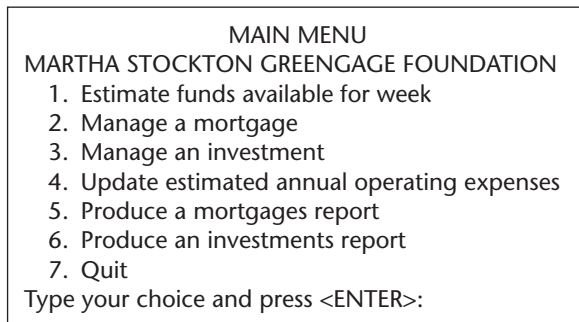 MAIN MENU
MARTHA STOCKTON GREENGAGE FOUNDATION
1. Estimate funds available for week
2. Manage a mortgage
3. Manage an investment
4. Update estimated annual operating expenses
5. Produce a mortgages report
6. Produce an investments report
7. Quit
Type your choice and press <ENTER>: